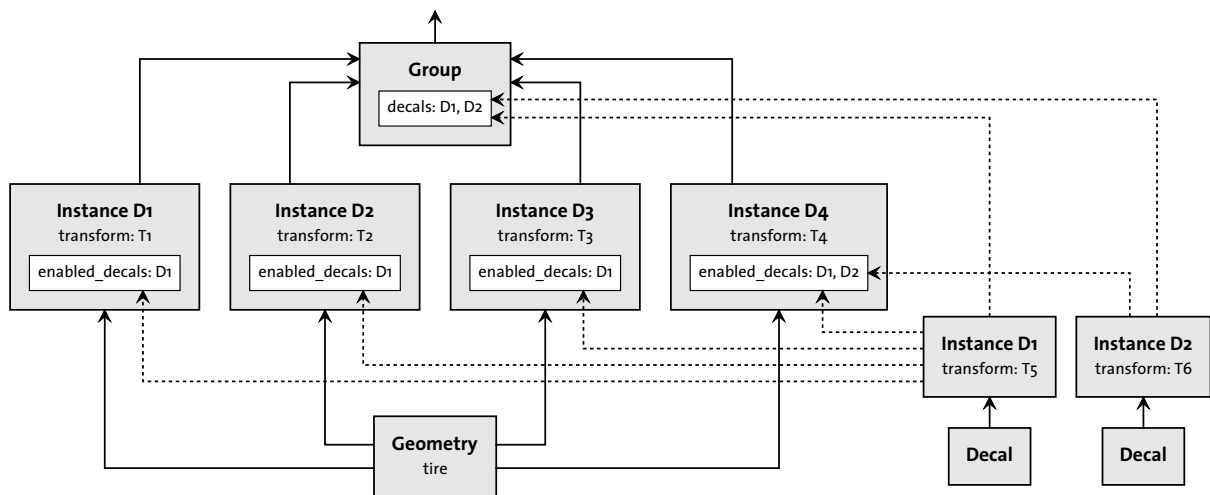 Group
decals: D1, D2
Instance D1
transform: T1
enabled_decals: D1
Instance D2
transform: T2
enabled_decals: D1
Instance D3
transform: T3
enabled_decals: D1
Instance D4
transform: T4
enabled_decals: D1, D2
Instance D1
transform: T5
Instance D2
transform: T6
Geometry
tire
Decal
Decal